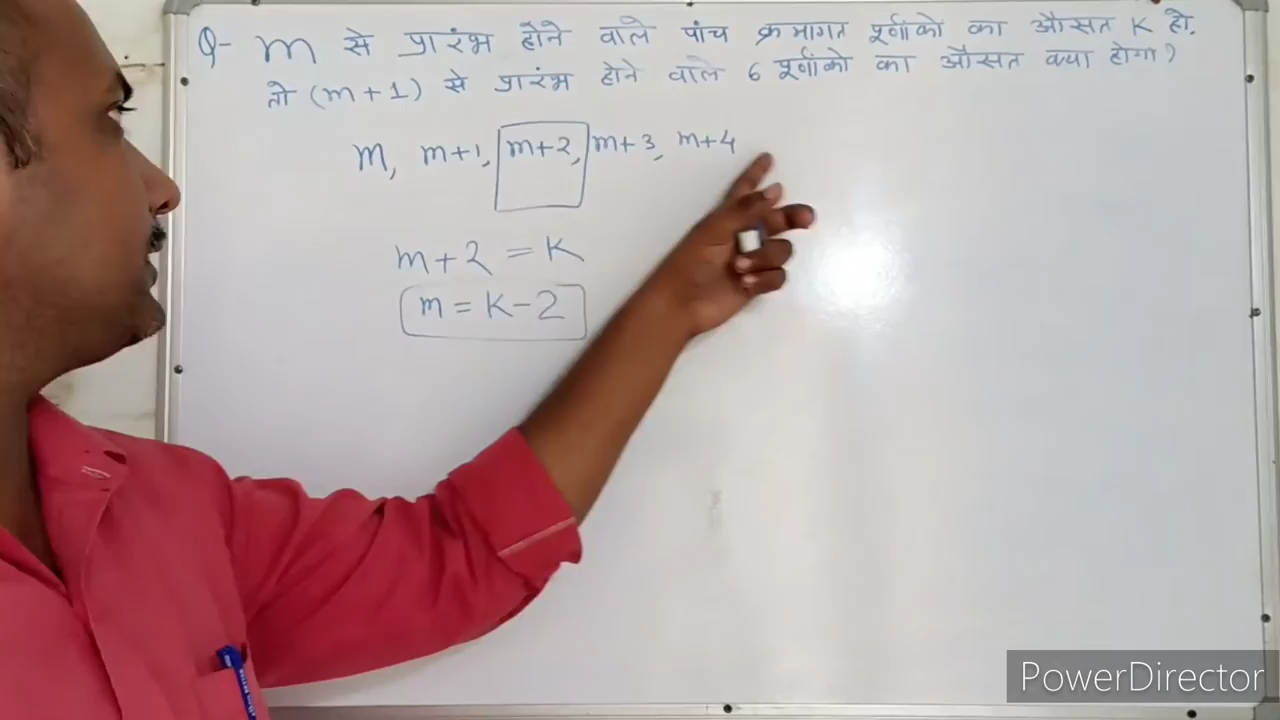 Q- m से प्रारंभ होने वाले पांच क्रमागत पूर्णांको का औसत K हो.
तो (m+1) से प्रारंभ होने वाले 6 पूर्णांको का औसत क्या होगा?
m, m+1, m+2, m+3, m+4
m+2 = K
m = K-2
PowerDirector